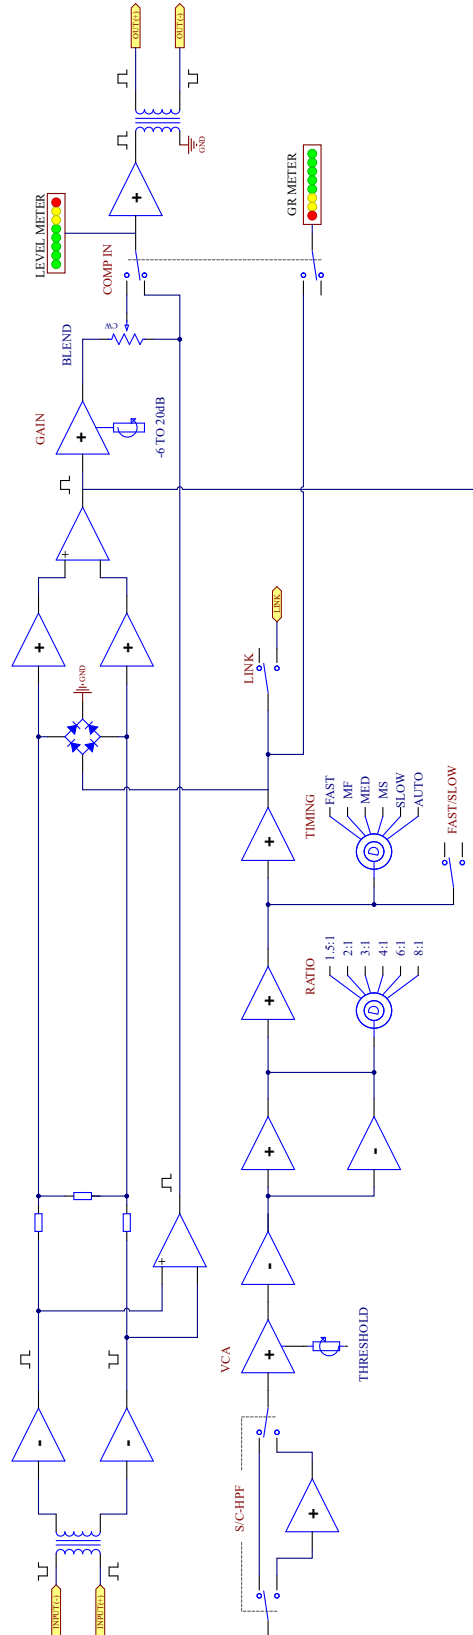 OUT(+)
OUT(-)
GND
LEVEL METER
+
GR METER
COMP IN
CW
BLEND
GAIN
+
-6 TO 20dB
+
+
+
GND
LINK
LINK
+
TIMING
FAST
MF
MED
MS
SLOW
AUTO
D
FAST/SLOW
+
RATIO
1.5:1
2:1
3:1
4:1
6:1
8:1
D
+
-
+
-
VCA
+
THRESHOLD
-
-
S/C-HPF
+
INPUT(-)
INPUT(+)